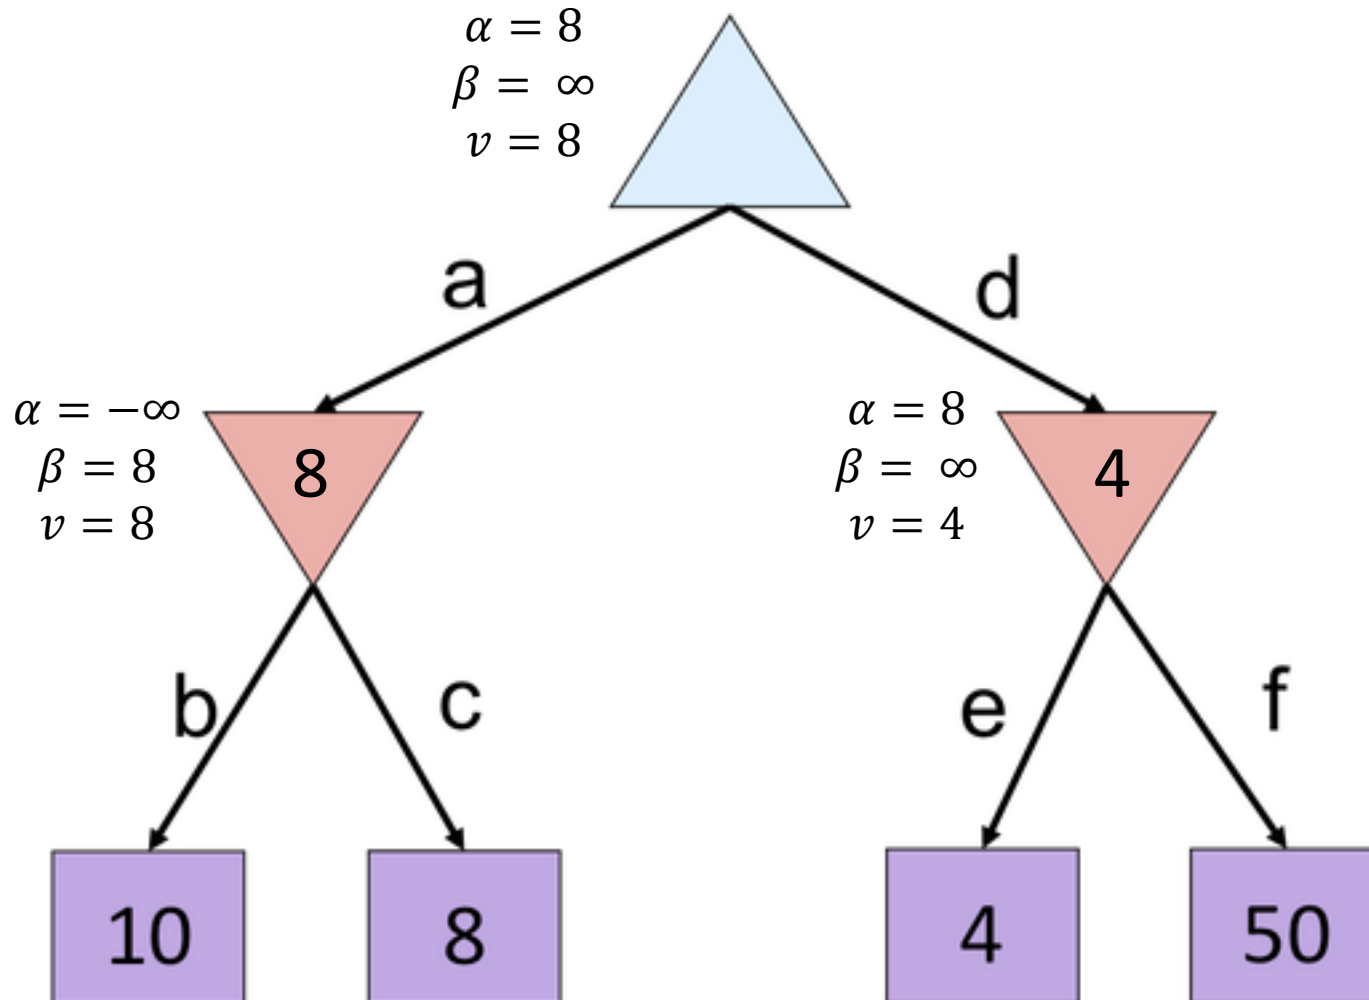 α = 8
β = ∞
v = 8
a
d
α = −∞
β = 8
v = 8
8
α = 8
β = ∞
v = 4
4
b
c
e
f
10
8
4
50